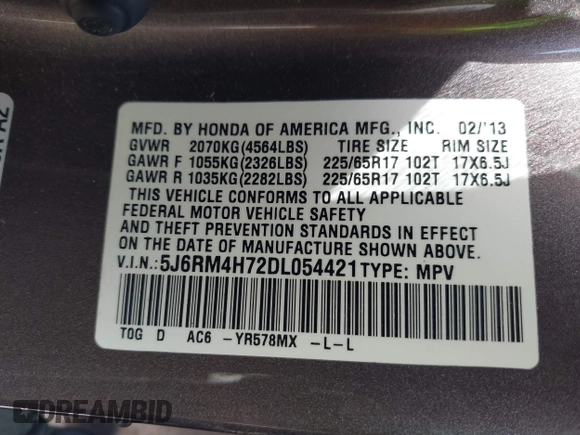 MFD. BY HONDA OF AMERICA MFG., INC. 02/'13
GVWR 2070KG(4564LBS) TIRE SIZE RIM SIZE
GAWR F 1055KG(2326LBS) 225/65R17 102T 17X6.5J
GAWR R 1035KG(2282LBS) 225/65R17 102T 17X6.5J
THIS VEHICLE CONFORMS TO ALL APPLICABLE
FEDERAL MOTOR VEHICLE SAFETY
AND THEFT PREVENTION STANDARDS IN EFFECT
ON THE DATE OF MANUFACTURE SHOWN ABOVE.
V.I.N.:5J6RM4H72DL054421 TYPE: MPV
T0G D AC6 -YR578MX -L-L
DREAMBID